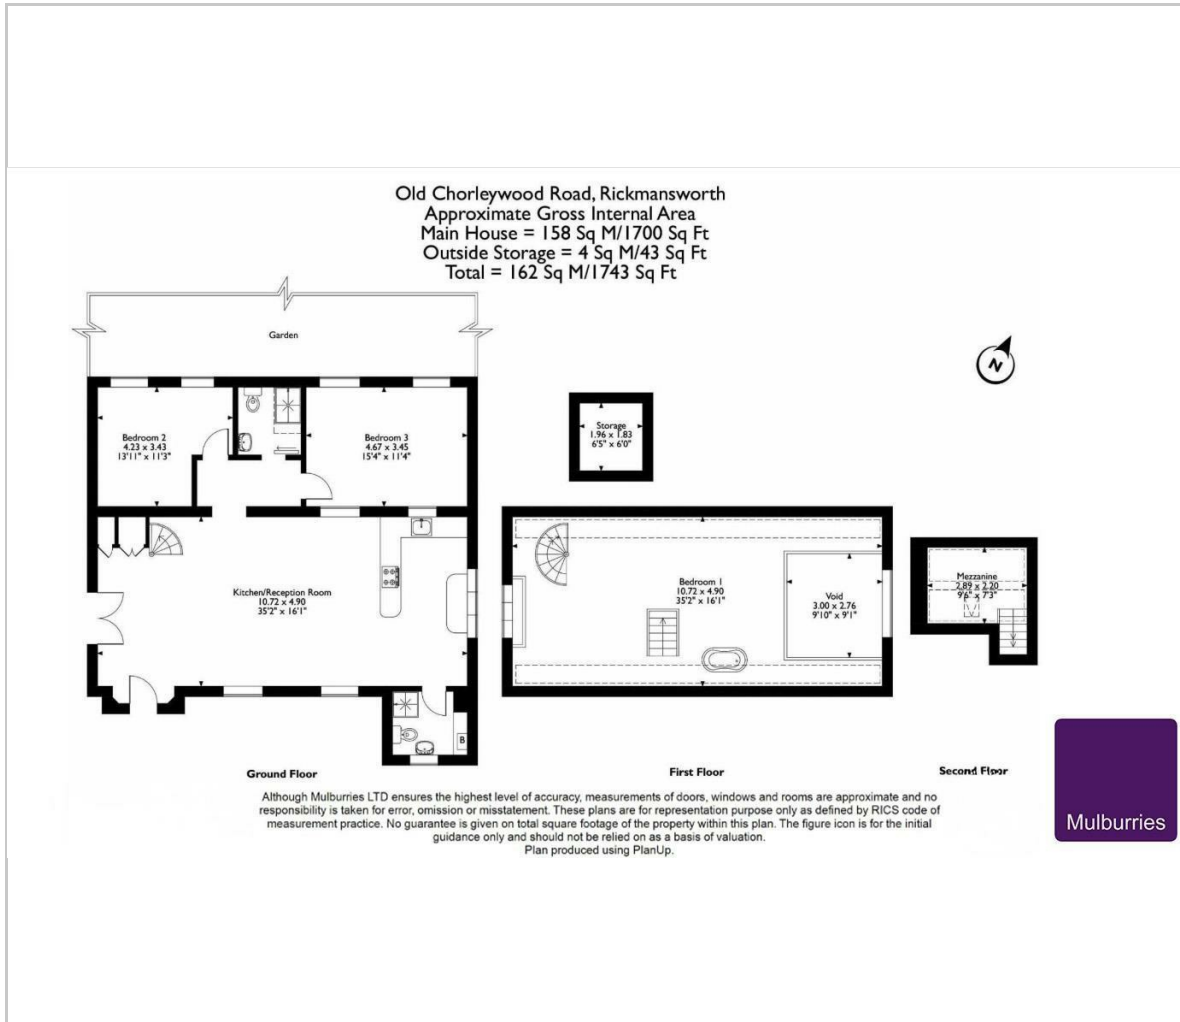 Old Chorleywood Road, Rickmansworth
Approximate Gross Internal Area
Main House = 158 Sq M/1700 Sq Ft
Outside Storage = 4 Sq M/43 Sq Ft
Total = 162 Sq M/1743 Sq Ft
Garden
N
Bedroom 2
4.23 x 3.43
13'11" x 11'3"
Bedroom 3
4.67 x 3.45
15'4" x 11'4"
Storage
1.96 x 1.83
6'5" x 6'0"
Kitchen/Reception Room
10.72 x 4.90
35'2" x 16'1"
Bedroom 1
10.72 x 4.90
35'2" x 16'1"
Void
3.00 x 2.76
9'10" x 9'1"
Mezzanine
2.89 x 2.20
9'6" x 7'3"
B
Ground Floor
First Floor
Second Floor
Although Mulburries LTD ensures the highest level of accuracy, measurements of doors, windows and rooms are approximate and no
responsibility is taken for error, omission or misstatement. These plans are for representation purpose only as defined by RICS code of
measurement practice. No guarantee is given on total square footage of the property within this plan. The figure icon is for the initial
guidance only and should not be relied on as a basis of valuation.
Plan produced using PlanUp.
Mulburries